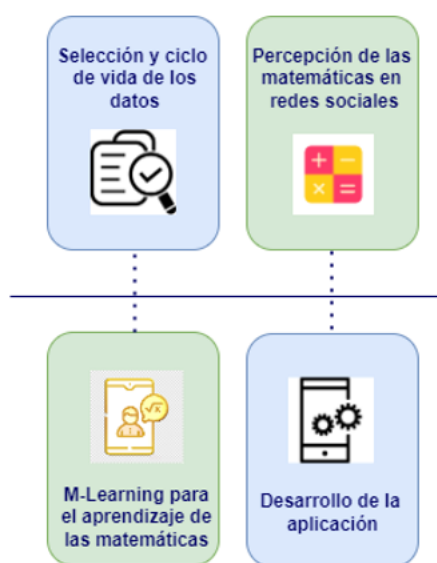 Selección y ciclo
de vida de los
datos
Percepción de las
matemáticas en
redes sociales
M-Learning para
el aprendizaje de
las matemáticas
Desarrollo de la
aplicación